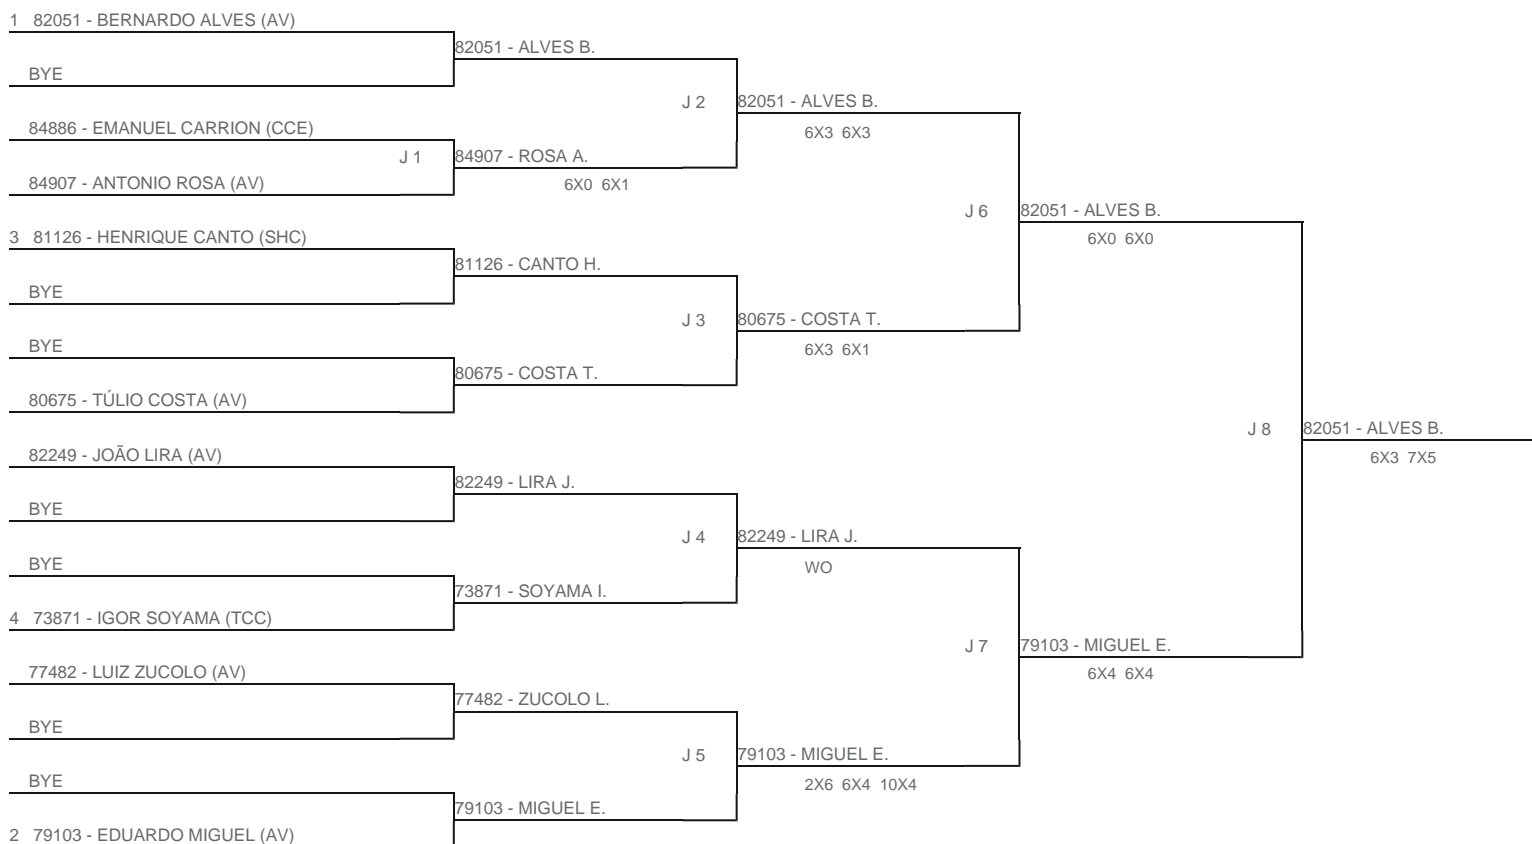 1 82051 - BERNARDO ALVES (AV)
82051 - ALVES B.
BYE
J 2
82051 - ALVES B.
6X3 6X3
84886 - EMANUEL CARRION (CCE)
J 1
84907 - ROSA A.
6X0 6X1
84907 - ANTONIO ROSA (AV)
J 6
82051 - ALVES B.
6X0 6X0
3 81126 - HENRIQUE CANTO (SHC)
81126 - CANTO H.
BYE
J 3
80675 - COSTA T.
6X3 6X1
BYE
80675 - COSTA T.
80675 - TÚLIO COSTA (AV)
J 8
82051 - ALVES B.
6X3 7X5
82249 - JOÃO LIRA (AV)
82249 - LIRA J.
BYE
J 4
82249 - LIRA J.
WO
BYE
73871 - SOYAMA I.
4 73871 - IGOR SOYAMA (TCC)
J 7
79103 - MIGUEL E.
6X4 6X4
77482 - LUIZ ZUCOLO (AV)
77482 - ZUCOLO L.
BYE
J 5
79103 - MIGUEL E.
2X6 6X4 10X4
BYE
79103 - MIGUEL E.
2 79103 - EDUARDO MIGUEL (AV)